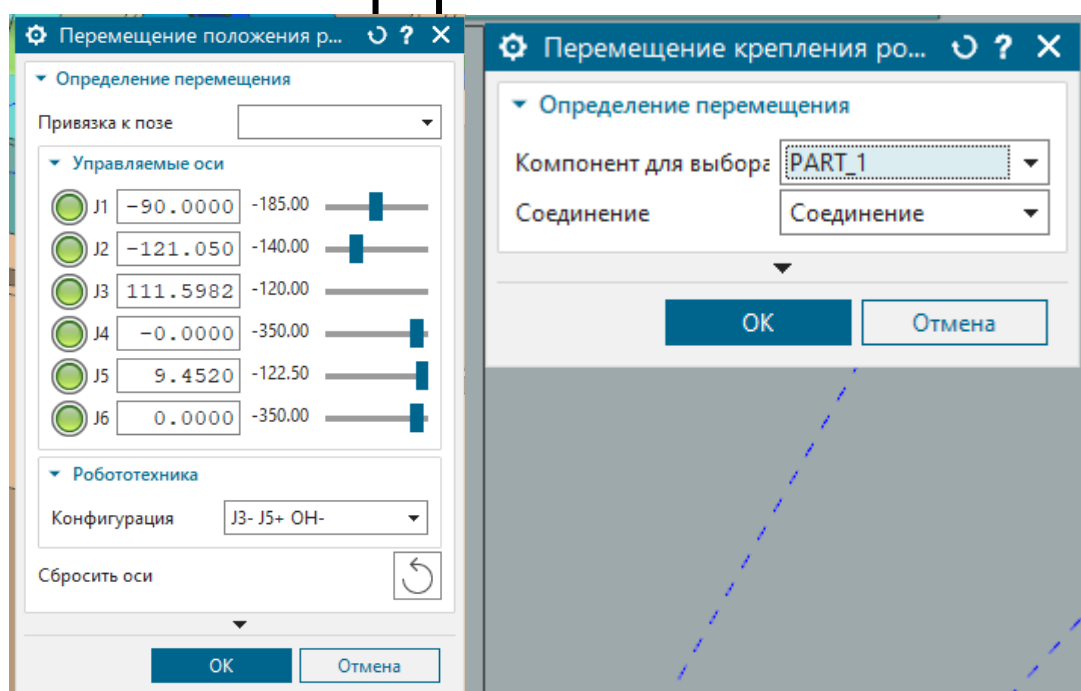 Перемещение положения р... ? X
Определение перемещения
Привязка к позе
Управляемые оси
J1 -90.0000 -185.00
J2 -121.050 -140.00
J3 111.5982 -120.00
J4 -0.0000 -350.00
J5 9.4520 -122.50
J6 0.0000 -350.00
Робототехника
Конфигурация J3- J5+ OH-
Сбросить оси
OK Отмена
Перемещение крепления ро... ? X
Определение перемещения
Компонент для выбора PART_1
Соединение Соединение
OK Отмена